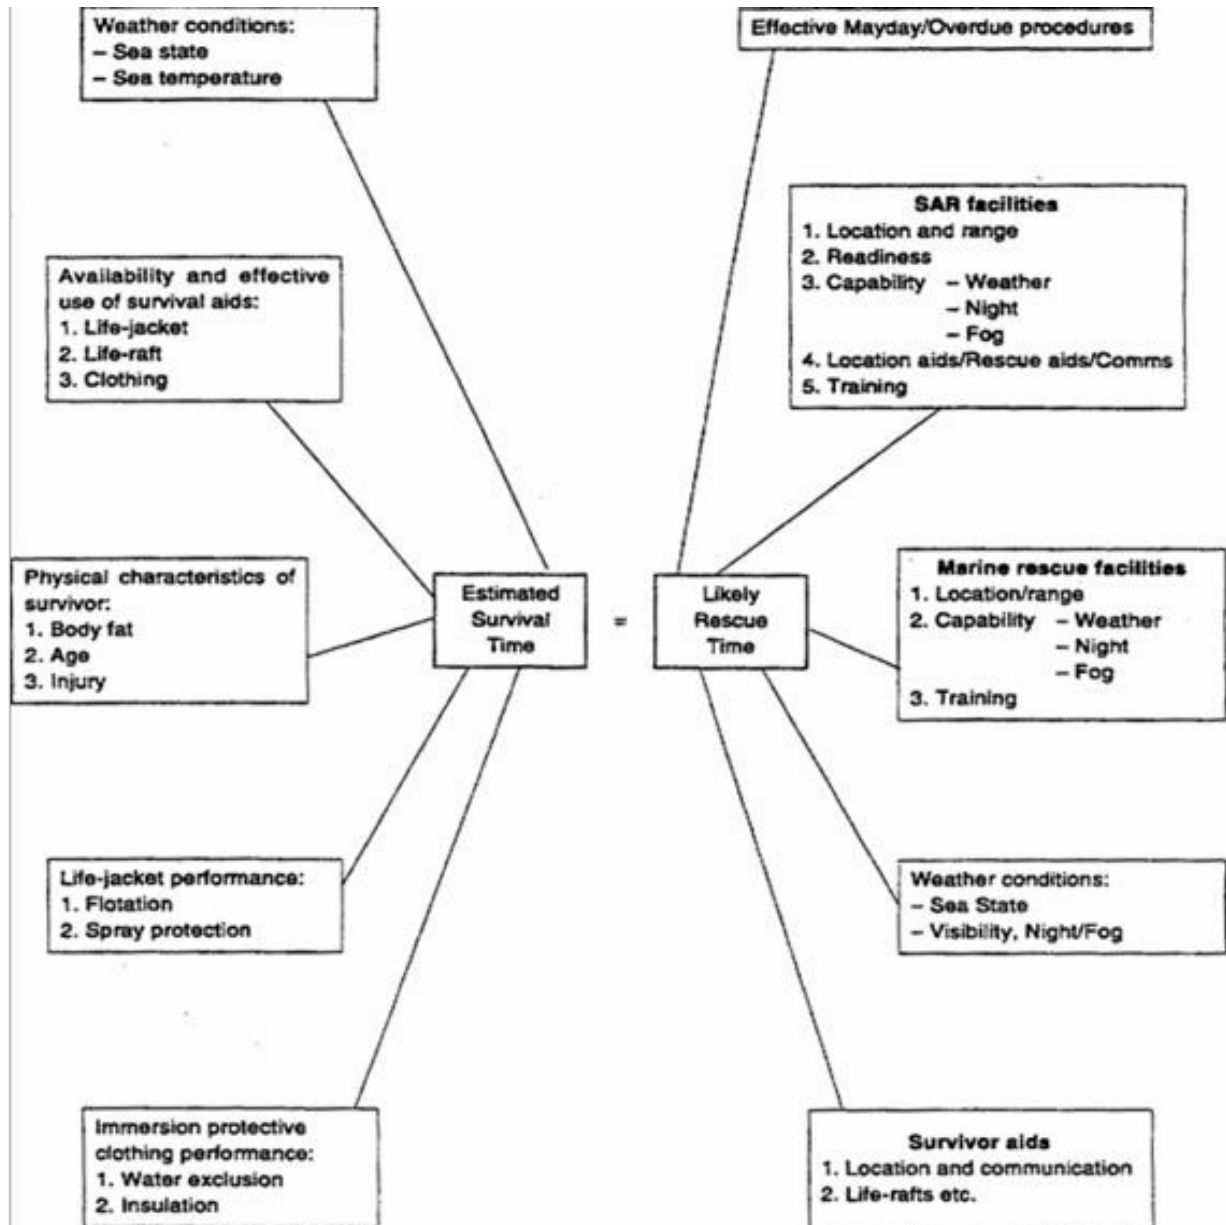 Weather conditions:
– Sea state
– Sea temperature
Effective Mayday/Overdue procedures
SAR facilities
1. Location and range
2. Readiness
3. Capability – Weather
– Night
– Fog
4. Location aids/Rescue aids/Comms
5. Training
Availability and effective
use of survival aids:
1. Life-jacket
2. Life-raft
3. Clothing
Physical characteristics of
survivor:
1. Body fat
2. Age
3. Injury
Estimated
Survival
Time
=
Likely
Rescue
Time
Marine rescue facilities
1. Location/range
2. Capability – Weather
– Night
– Fog
3. Training
Life-jacket performance:
1. Flotation
2. Spray protection
Weather conditions:
– Sea State
– Visibility, Night/Fog
Immersion protective
clothing performance:
1. Water exclusion
2. Insulation
Survivor aids
1. Location and communication
2. Life-rafts etc.